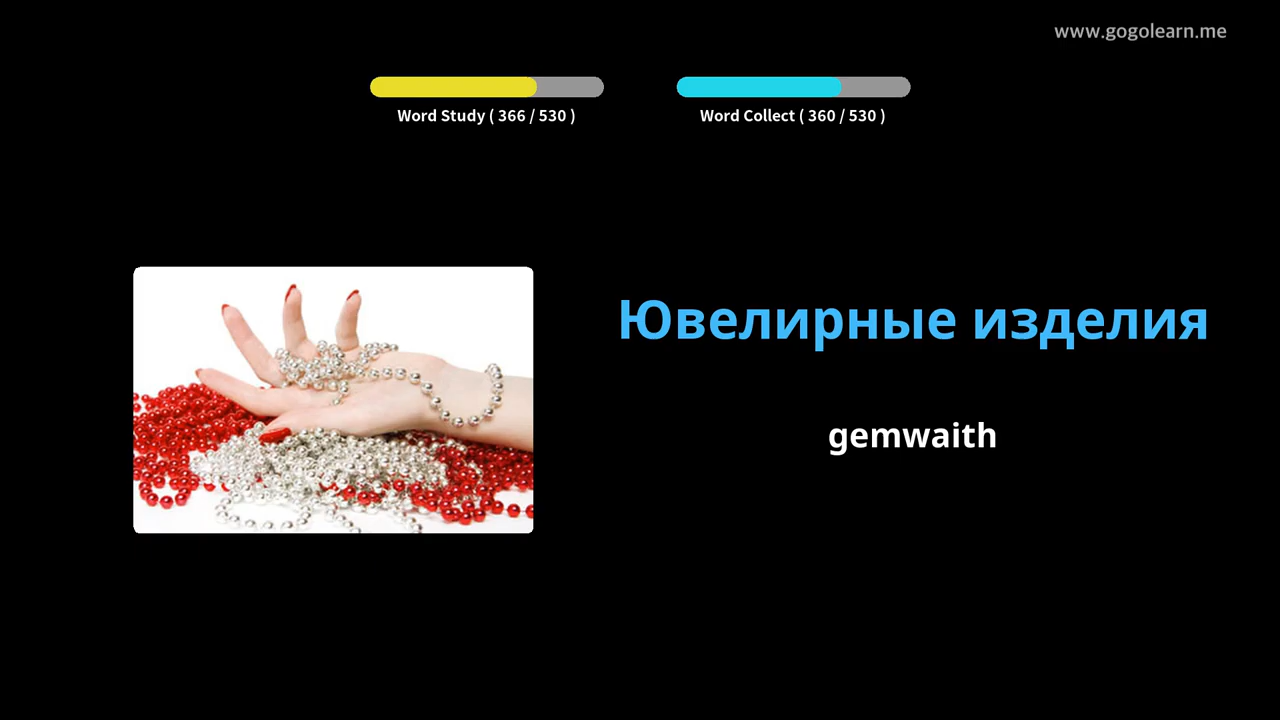 www.gogolearn.me
Word Study ( 366 / 530 )
Word Collect ( 360 / 530 )
Ювелирные изделия
gemwaith